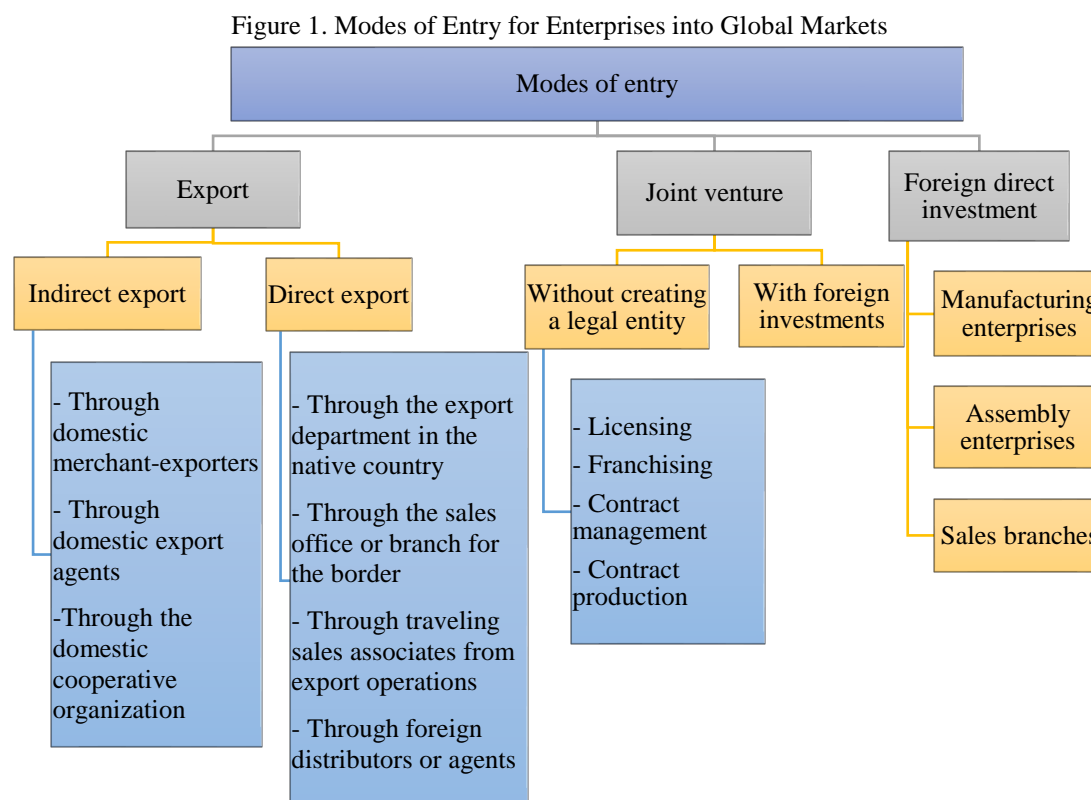 Figure 1. Modes of Entry for Enterprises into Global Markets
Modes of entry
Export
Joint venture
Foreign direct
investment
Indirect export
Direct export
Without creating
a legal entity
With foreign
investments
Manufacturing
enterprises
Assembly
enterprises
Sales branches
- Through
domestic
merchant-exporters
- Through
domestic export
agents
-Through the
domestic
cooperative
organization
- Through the export
department in the
native country
- Through the sales
office or branch for
the border
- Through traveling
sales associates from
export operations
- Through foreign
distributors or agents
- Licensing
- Franchising
- Contract
management
- Contract
production